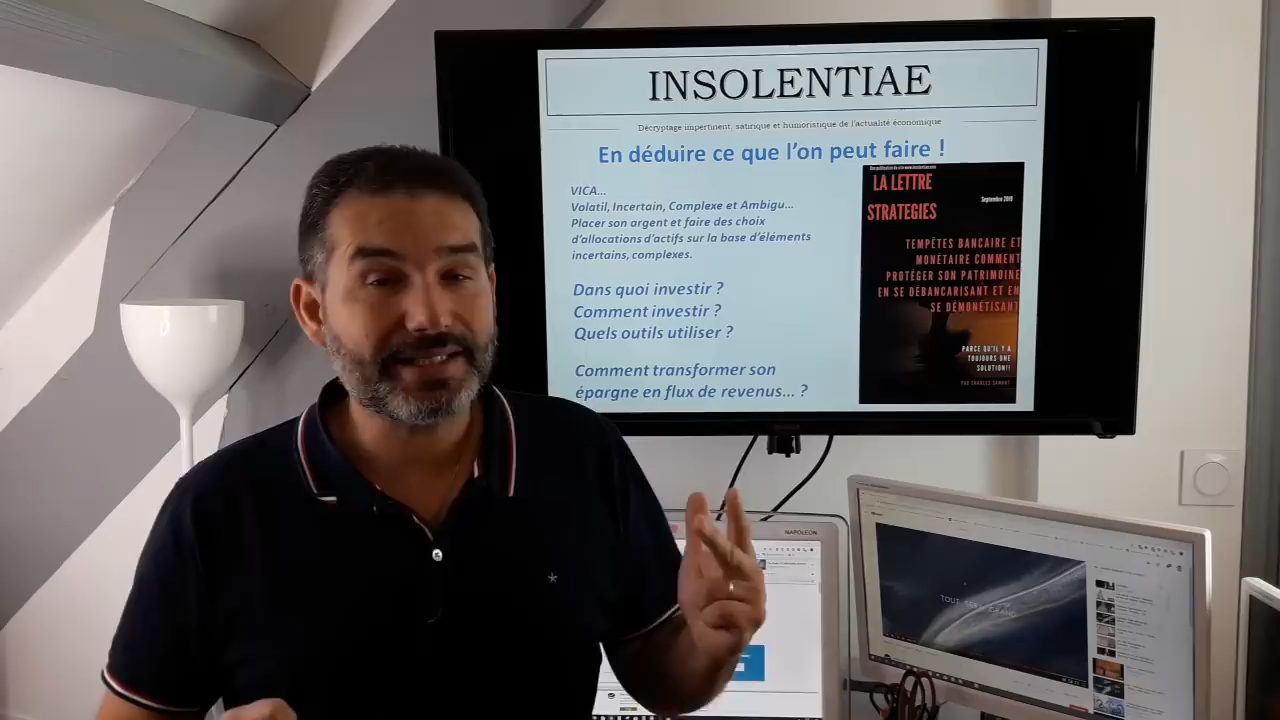 INSOLENTIAE
Décryptage impertinent, satirique et humoristique de l'actualité économique
En déduire ce que l'on peut faire !
VICA...
Volatil, Incertain, Complexe et Ambigu...
Placer son argent et faire des choix
d'allocations d'actifs sur la base d'éléments
incertains, complexes.
Dans quoi investir ?
Comment investir ?
Quels outils utiliser ?
Comment transformer son
épargne en flux de revenus... ?
LA LETTRE
STRATEGIES
Septembre 2019
TEMPÊTES BANCAIRE ET
MONÉTAIRE COMMENT
PROTÉGER SON PATRIMOINE
EN SE DÉBANCARISANT ET EN
SE DÉMONÉTISANT
PARCE QU'IL Y A
TOUJOURS UNE
SOLUTION!!
PAR CHARLES SANNAT
NAPOLEON
TOUT SERA GRAND